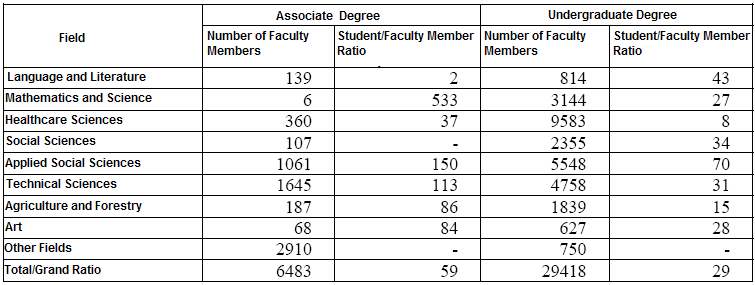 Field Associate Degree Undergraduate Degree
Number of Faculty Members Student/Faculty Member Ratio Number of Faculty Members Student/Faculty Member Ratio
Language and Literature 139 2 814 43
Mathematics and Science 6 533 3144 27
Healthcare Sciences 360 37 9583 8
Social Sciences 107 - 2355 34
Applied Social Sciences 1061 150 5548 70
Technical Sciences 1645 113 4758 31
Agriculture and Forestry 187 86 1839 15
Art 68 84 627 28
Other Fields 2910 - 750 -
Total/Grand Ratio 6483 59 29418 29